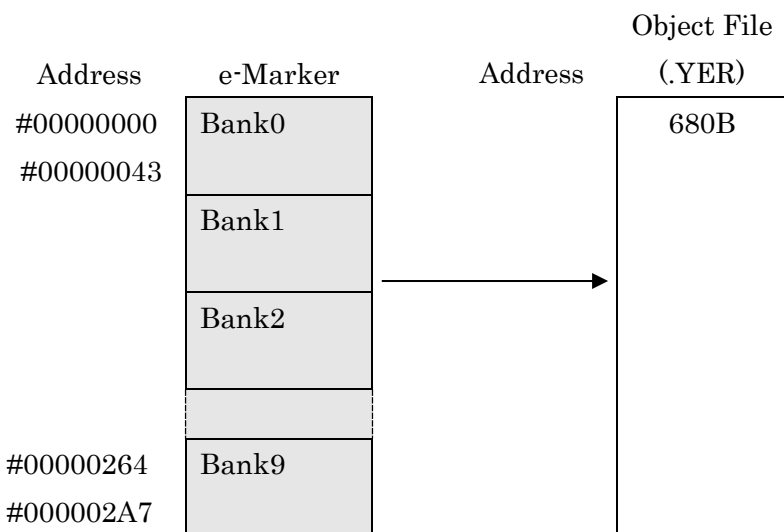 Object File
Address e-Marker Address (.YER)
#00000000 Bank0 680B
#00000043
Bank1
Bank2
#00000264 Bank9
#000002A7